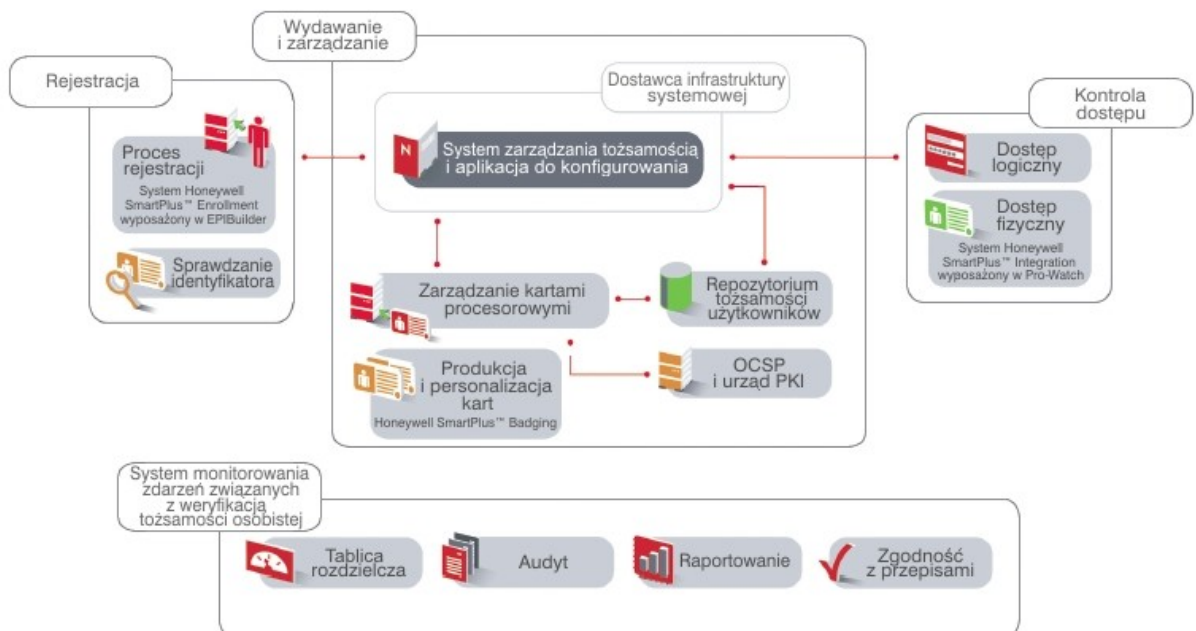 Wydawanie
i zarządzanie
Rejestracja
Dostawca infrastruktury
systemowej
Kontrola
dostępu
Proces
rejestracji
System Honeywell
SmartPlus™ Enrollment
wyposażony w EPIBuilder
Sprawdzanie
identyfikatora
N
System zarządzania tożsamością
i aplikacja do konfigurowania
Dostęp
logiczny
Dostęp
fizyczny
System Honeywell
SmartPlus™ Integration
wyposażony w Pro-Watch
Zarządzanie kartami
procesorowymi
Repozytorium
tożsamości
użytkowników
Produkcja
i personalizacja
kart
Honeywell SmartPlus™ Badging
OCSP
i urząd PKI
System monitorowania
zdarzeń związanych
z weryfikacją
tożsamości osobistej
Tablica
rozdzielcza
Audyt
Raportowanie
Zgodność
z przepisami